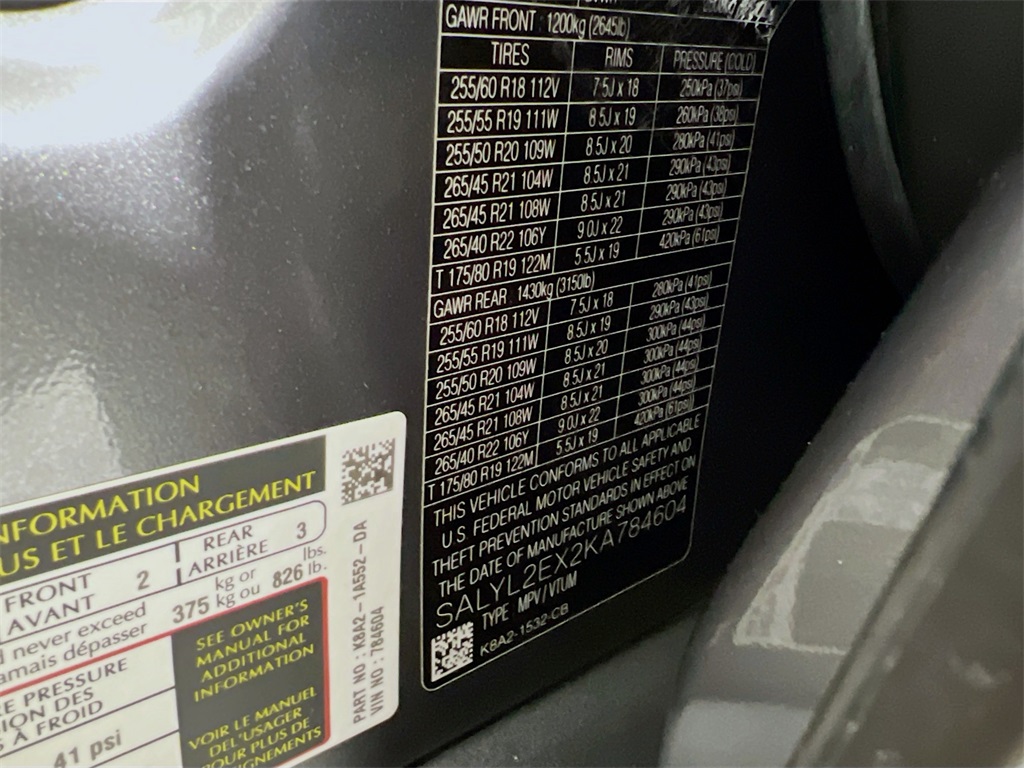 GAWR FRONT 1200kg (2645lb)
TIRES RIMS PRESSURE (COLD)
255/60 R18 112V 7.5J x 18 250kPa (37psi)
255/55 R19 111W 8.5J x 19 260kPa (38psi)
255/50 R20 109W 8.5J x 20 280kPa (41psi)
265/45 R21 104W 8.5J x 21 290kPa (43psi)
265/45 R21 108W 8.5J x 21 290kPa (43psi)
265/40 R22 106Y 9.0J x 22 290kPa (43psi)
T 175/80 R19 122M 5.5J x 19 420kPa (61psi)
GAWR REAR 1430kg (3150lb)
255/60 R18 112V 7.5J x 18 280kPa (41psi)
255/55 R19 111W 8.5J x 19 290kPa (43psi)
255/50 R20 109W 8.5J x 20 300kPa (44psi)
265/45 R21 104W 8.5J x 21 300kPa (44psi)
265/45 R21 108W 8.5J x 21 300kPa (44psi)
265/40 R22 106Y 9.0J x 22 300kPa (44psi)
T 175/80 R19 122M 5.5J x 19 420kPa (61psi)
THIS VEHICLE CONFORMS TO ALL APPLICABLE
U.S. FEDERAL MOTOR VEHICLE SAFETY AND
THEFT PREVENTION STANDARDS IN EFFECT ON
THE DATE OF MANUFACTURE SHOWN ABOVE
SALYL2EX2KA784604
TYPE MPV/VTUM
K8A2-1532-CB
NFORMATION
US ET LE CHARGEMENT
FRONT 2 REAR 3
AVANT ARRIÈRE
never exceed 375 kg or 826 lbs.
amais dépasser kg ou lb.
E PRESSURE
ION DES
S À FROID
41 psi
SEE OWNER'S
MANUAL FOR
ADDITIONAL
INFORMATION
VOIR LE MANUEL
DEL'USAGER
POUR PLUS DE
IGNEMENTS
PART NO : K8A2-1A552-DA
VIN NO : 784604